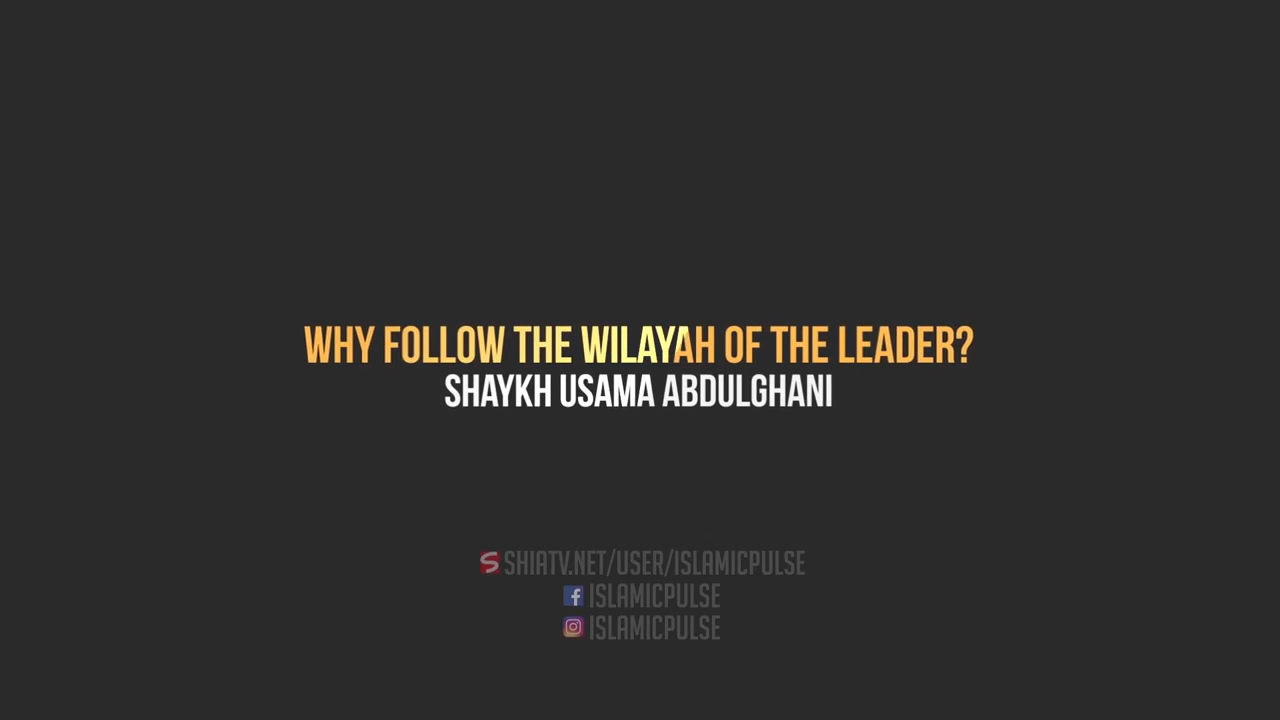 WHY FOLLOW THE WILAYAH OF THE LEADER?
SHAYKH USAMA ABDULGHANI
SHIATV.NET/USER/ISLAMICPULSE
ISLAMICPULSE
ISLAMICPULSE